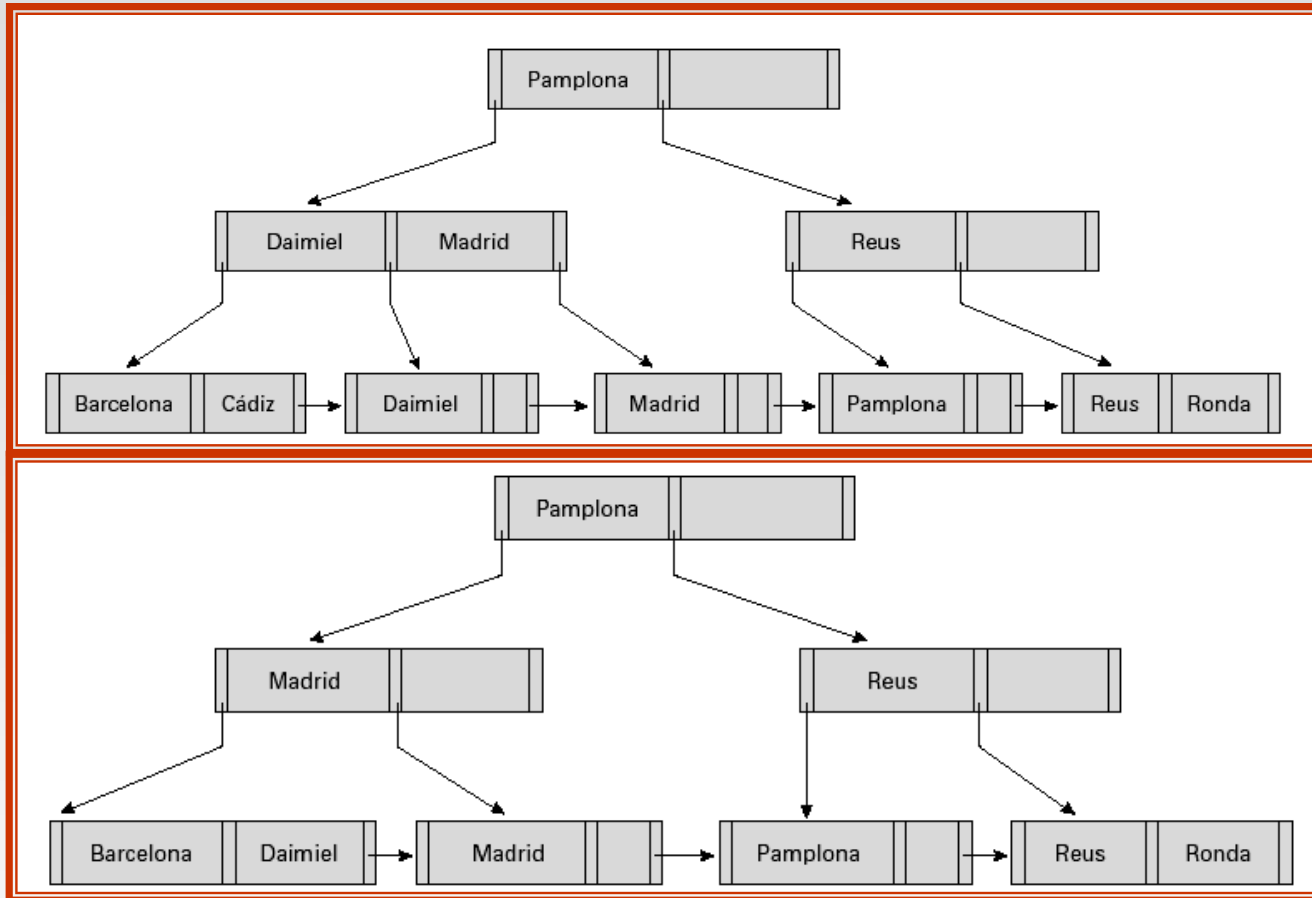 Pamplona
Daimiel Madrid Reus
Barcelona Cádiz Daimiel Madrid Pamplona Reus Ronda
Pamplona
Madrid Reus
Barcelona Daimiel Madrid Pamplona Reus Ronda